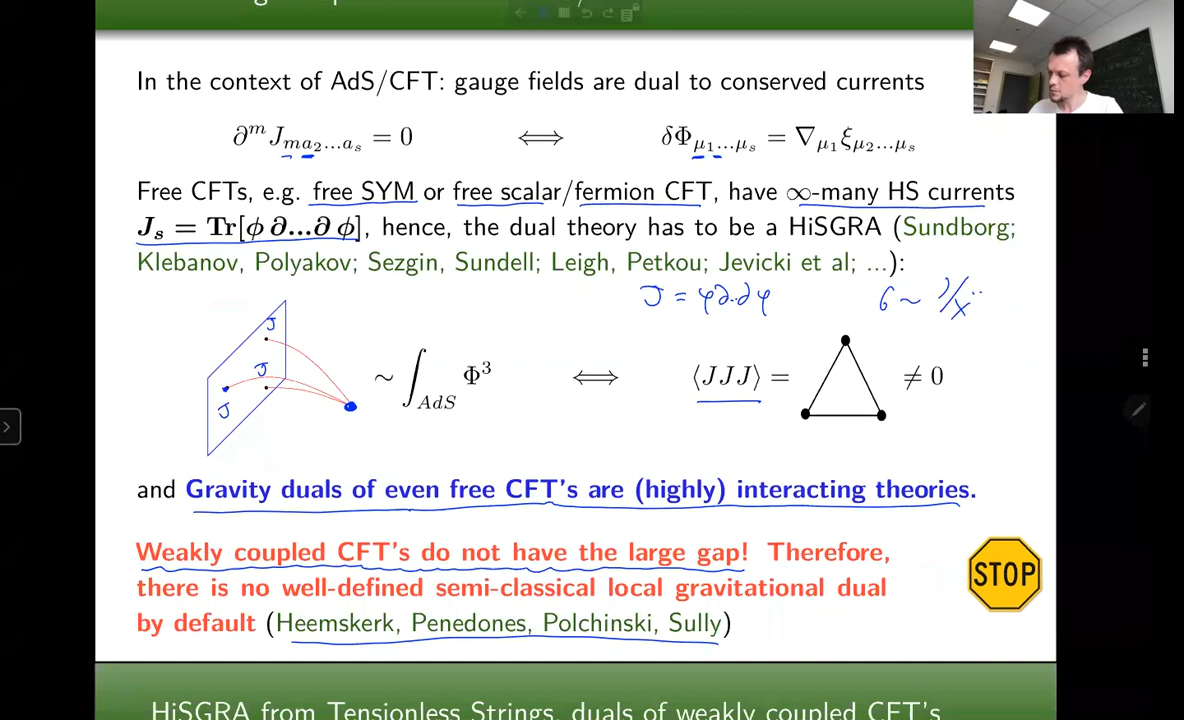 In the context of AdS/CFT: gauge fields are dual to conserved currents
∂^m J_{ma_2...a_s} = 0 ⟺ δΦ_{μ_1...μ_s} = ∇_{μ_1} ξ_{μ_2...μ_s}
Free CFTs, e.g. free SYM or free scalar/fermion CFT, have ∞-many HS currents
J_s = Tr[ϕ ∂...∂ ϕ], hence, the dual theory has to be a HiSGRA (Sundborg;
Klebanov, Polyakov; Sezgin, Sundell; Leigh, Petkou; Jevicki et al; ...):
J = φ∂..∂φ G ~ 1/x
J
J
J
~ ∫_{AdS} Φ^3 ⟺ ⟨JJJ⟩ = ≠ 0
and Gravity duals of even free CFT's are (highly) interacting theories.
Weakly coupled CFT's do not have the large gap! Therefore,
there is no well-defined semi-classical local gravitational dual
by default (Heemskerk, Penedones, Polchinski, Sully)
STOP
HiSGRA from Tensionless Strings, duals of weakly coupled CFT's